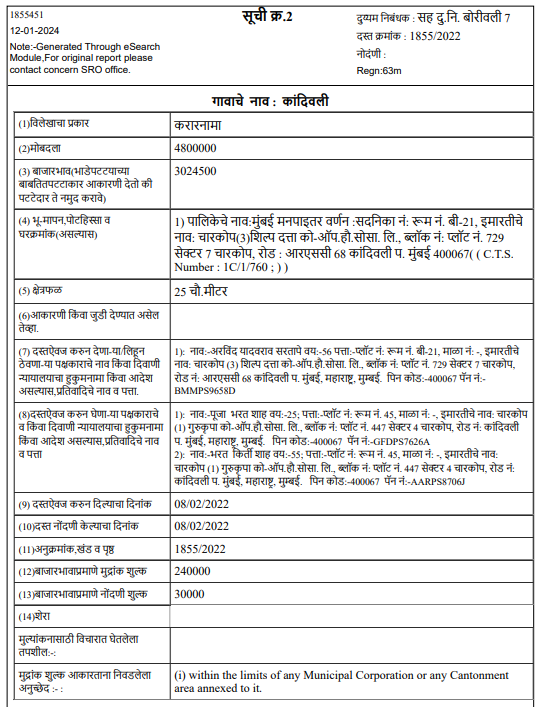 1855451
12-01-2024
Note:-Generated Through eSearch
Module,For original report please
contact concern SRO office.
सूची क्र.2
दुय्यम निबंधक : सह दु.नि. बोरीवली 7
दस्त क्रमांक : 1855/2022
नोदंणी :
Regn:63m
गावाचे नाव : कांदिवली
(1)विलेखाचा प्रकार
करारनामा
(2)मोबदला
4800000
(3) बाजारभाव(भाडेपटटयाच्या
बाबतितपटटाकार आकारणी देतो की
पटटेदार ते नमुद करावे)
3024500
(4) भू-मापन,पोटहिस्सा व
घरक्रमांक(असल्यास)
1) पालिकेचे नाव:मुंबई मनपाइतर वर्णन :सदनिका नं: रूम नं. बी-21, इमारतीचे
नाव: चारकोप(3)शिल्प दत्ता को-ऑप.हौ.सोसा. लि., ब्लॉक नं: प्लॉट नं. 729
सेक्टर 7 चारकोप, रोड : आरएससी 68 कांदिवली प. मुंबई 400067( ( C.T.S.
Number : 1C/1/760 ; ) )
(5) क्षेत्रफळ
25 चौ.मीटर
(6)आकारणी किंवा जुडी देण्यात असेल
तेव्हा.
(7) दस्तऐवज करुन देणा-या/लिहून
ठेवणा-या पक्षकाराचे नाव किंवा दिवाणी
न्यायालयाचा हुकुमनामा किंवा आदेश
असल्यास,प्रतिवादिचे नाव व पत्ता.
1): नाव:-अरविंद यादवराव सरतापे वय:-56 पत्ता:-प्लॉट नं: रूम नं. बी-21, माळा नं: -, इमारतीचे
नाव: चारकोप (3) शिल्प दत्ता को-ऑप.हौ.सोसा. लि., ब्लॉक नं: प्लॉट नं. 729 सेक्टर 7 चारकोप,
रोड नं: आरएससी 68 कांदिवली प. मुंबई, महाराष्ट्र, मुम्बई. पिन कोड:-400067 पॅन नं:-
BMMPS9658D
(8)दस्तऐवज करुन घेणा-या पक्षकाराचे
व किंवा दिवाणी न्यायालयाचा हुकुमनामा
किंवा आदेश असल्यास,प्रतिवादिचे नाव
व पत्ता
1): नाव:-पूजा भरत शाह वय:-25; पत्ता:-प्लॉट नं: रूम नं. 45, माळा नं: -, इमारतीचे नाव: चारकोप
(1) गुरुकृपा को-ऑप.हौ.सोसा. लि., ब्लॉक नं: प्लॉट नं. 447 सेक्टर 4 चारकोप, रोड नं: कांदिवली
प. मुंबई, महाराष्ट्र, मुम्बई. पिन कोड:-400067 पॅन नं:-GFDPS7626A
2): नाव:-भरत किर्ती शाह वय:-55; पत्ता:-प्लॉट नं: रूम नं. 45, माळा नं: -, इमारतीचे नाव:
चारकोप (1) गुरुकृपा को-ऑप.हौ.सोसा. लि., ब्लॉक नं: प्लॉट नं. 447 सेक्टर 4 चारकोप, रोड नं:
कांदिवली प. मुंबई, महाराष्ट्र, मुम्बई. पिन कोड:-400067 पॅन नं:-AARPS8706J
(9) दस्तऐवज करुन दिल्याचा दिनांक
08/02/2022
(10)दस्त नोंदणी केल्याचा दिनांक
08/02/2022
(11)अनुक्रमांक,खंड व पृष्ठ
1855/2022
(12)बाजारभावाप्रमाणे मुद्रांक शुल्क
240000
(13)बाजारभावाप्रमाणे नोंदणी शुल्क
30000
(14)शेरा
मुल्यांकनासाठी विचारात घेतलेला
तपशील:-:
मुद्रांक शुल्क आकारताना निवडलेला
अनुच्छेद :- :
(i) within the limits of any Municipal Corporation or any Cantonment
area annexed to it.